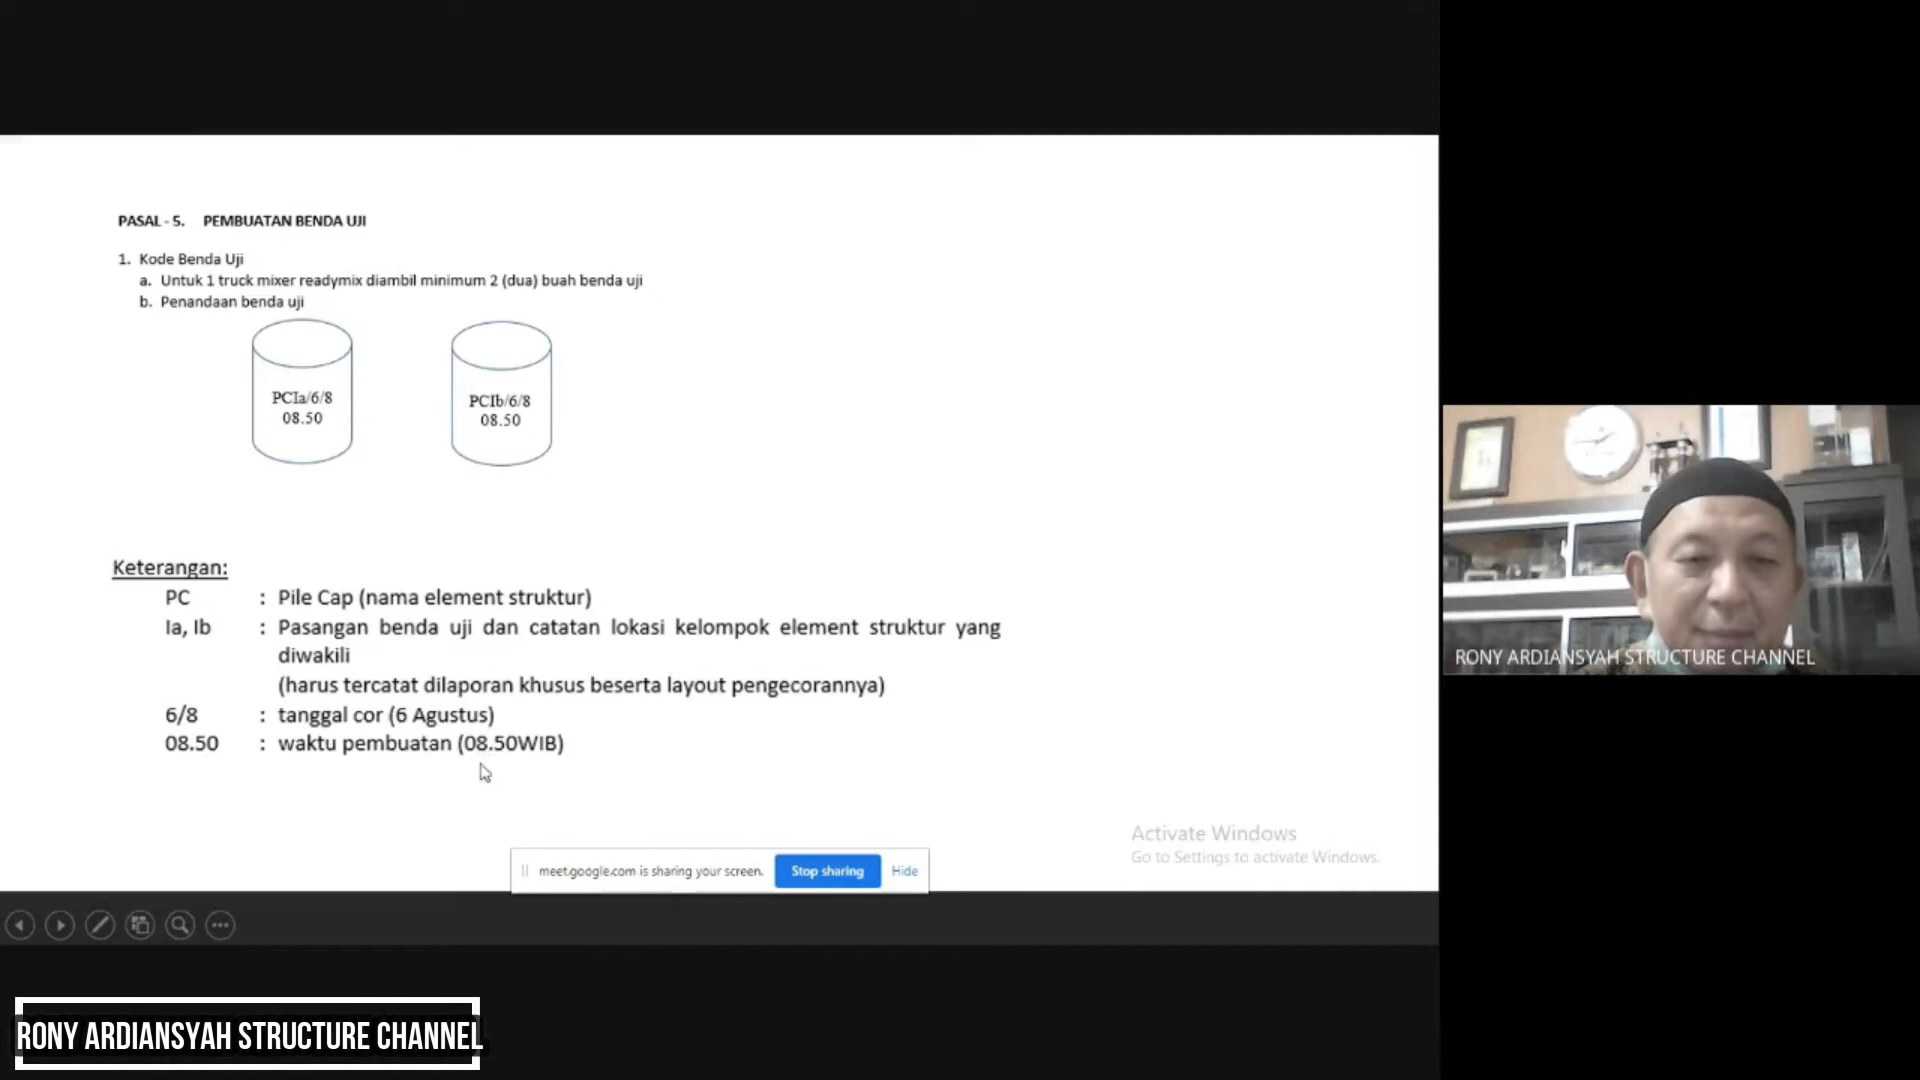 PASAL - 5. PEMBUATAN BENDA UJI
1. Kode Benda Uji
a. Untuk 1 truck mixer readymix diambil minimum 2 (dua) buah benda uji
b. Penandaan benda uji
PCIa/6/8
08.50
PCIb/6/8
08.50
Keterangan:
PC : Pile Cap (nama element struktur)
Ia, Ib : Pasangan benda uji dan catatan lokasi kelompok element struktur yang
diwakili
(harus tercatat dilaporan khusus beserta layout pengecorannya)
6/8 : tanggal cor (6 Agustus)
08.50 : waktu pembuatan (08.50WIB)
Activate Windows
Go to Settings to activate Windows.
meet.google.com is sharing your screen. Stop sharing Hide
RONY ARDIANSYAH STRUCTURE CHANNEL
RONY ARDIANSYAH STRUCTURE CHANNEL